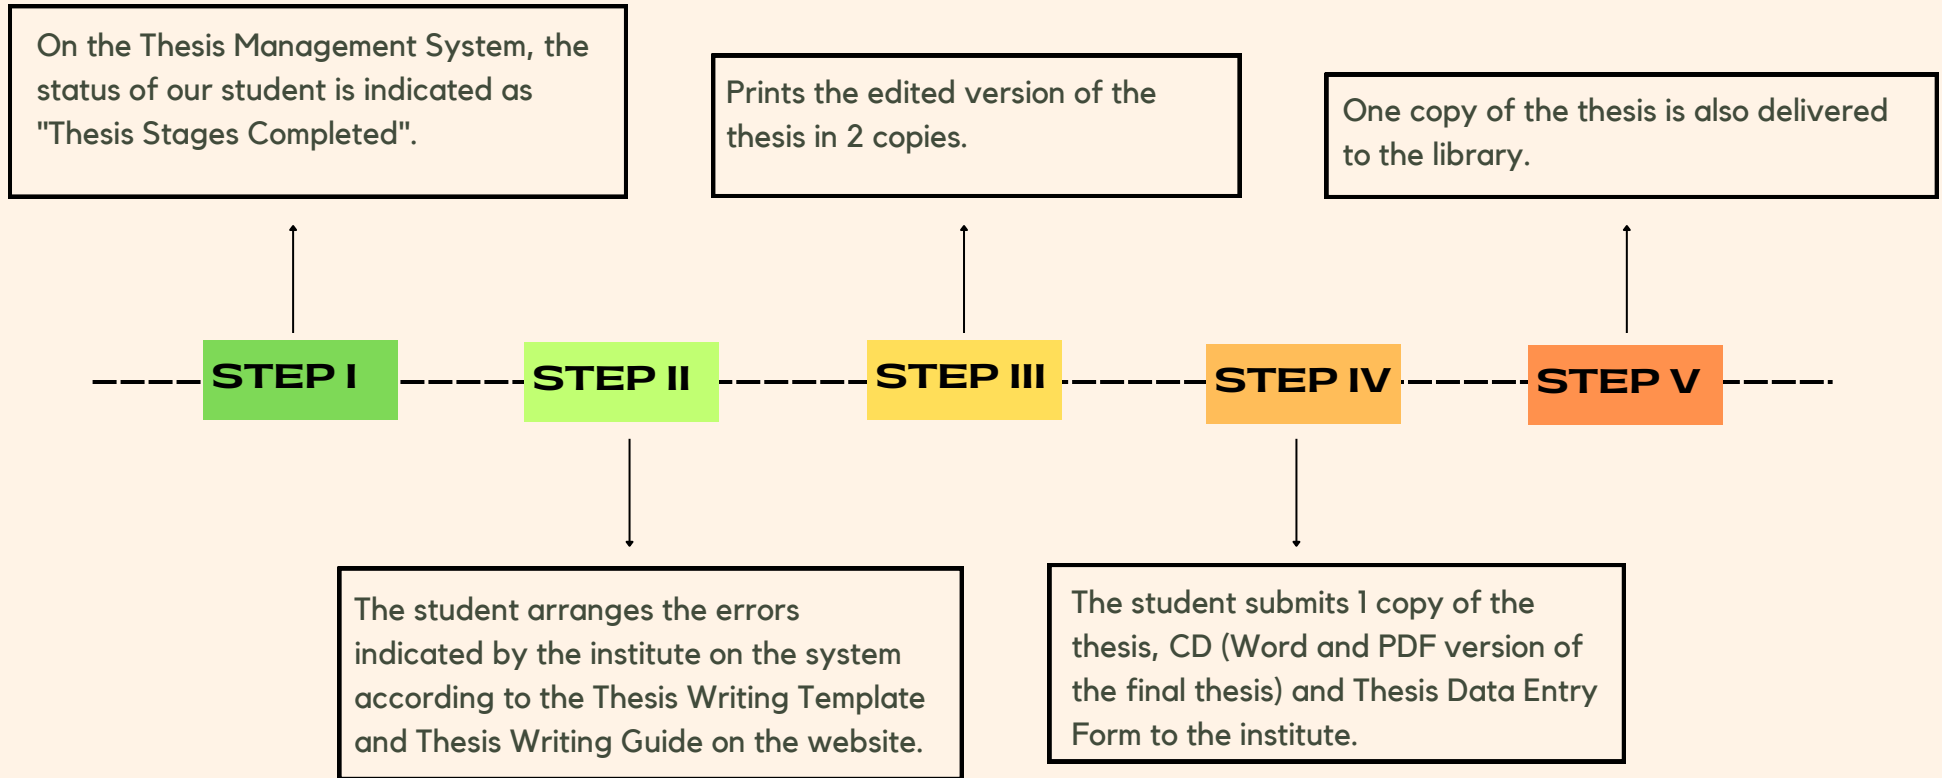 On the Thesis Management System, the
status of our student is indicated as
"Thesis Stages Completed".
Prints the edited version of the
thesis in 2 copies.
One copy of the thesis is also delivered
to the library.
STEP I
STEP II
STEP III
STEP IV
STEP V
The student arranges the errors
indicated by the institute on the system
according to the Thesis Writing Template
and Thesis Writing Guide on the website.
The student submits 1 copy of the
thesis, CD (Word and PDF version of
the final thesis) and Thesis Data Entry
Form to the institute.